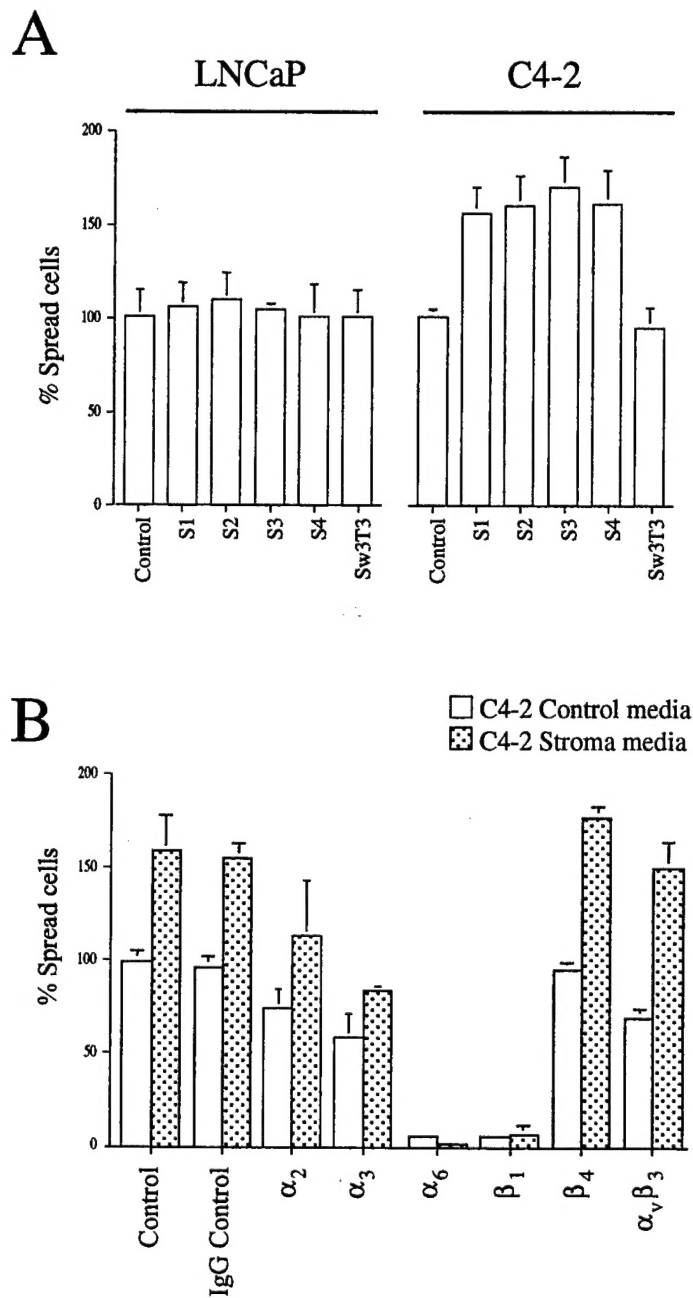 A
LNCaP C4-2
% Spread cells
200
150
100
50
0
Control S1 S2 S3 S4 Sw3T3 Control S1 S2 S3 S4 Sw3T3
B
C4-2 Control media
C4-2 Stroma media
% Spread cells
200
150
100
50
0
Control IgG Control α2 α3 α6 β1 β4 αvβ3